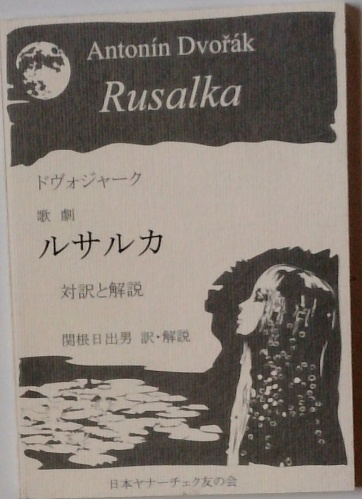 Antonín Dvořák
Rusalka
ドヴォジャーク
歌 劇
ルサルカ
対訳と解説
関根日出男 訳・解説
日本ヤナーチェク友の会